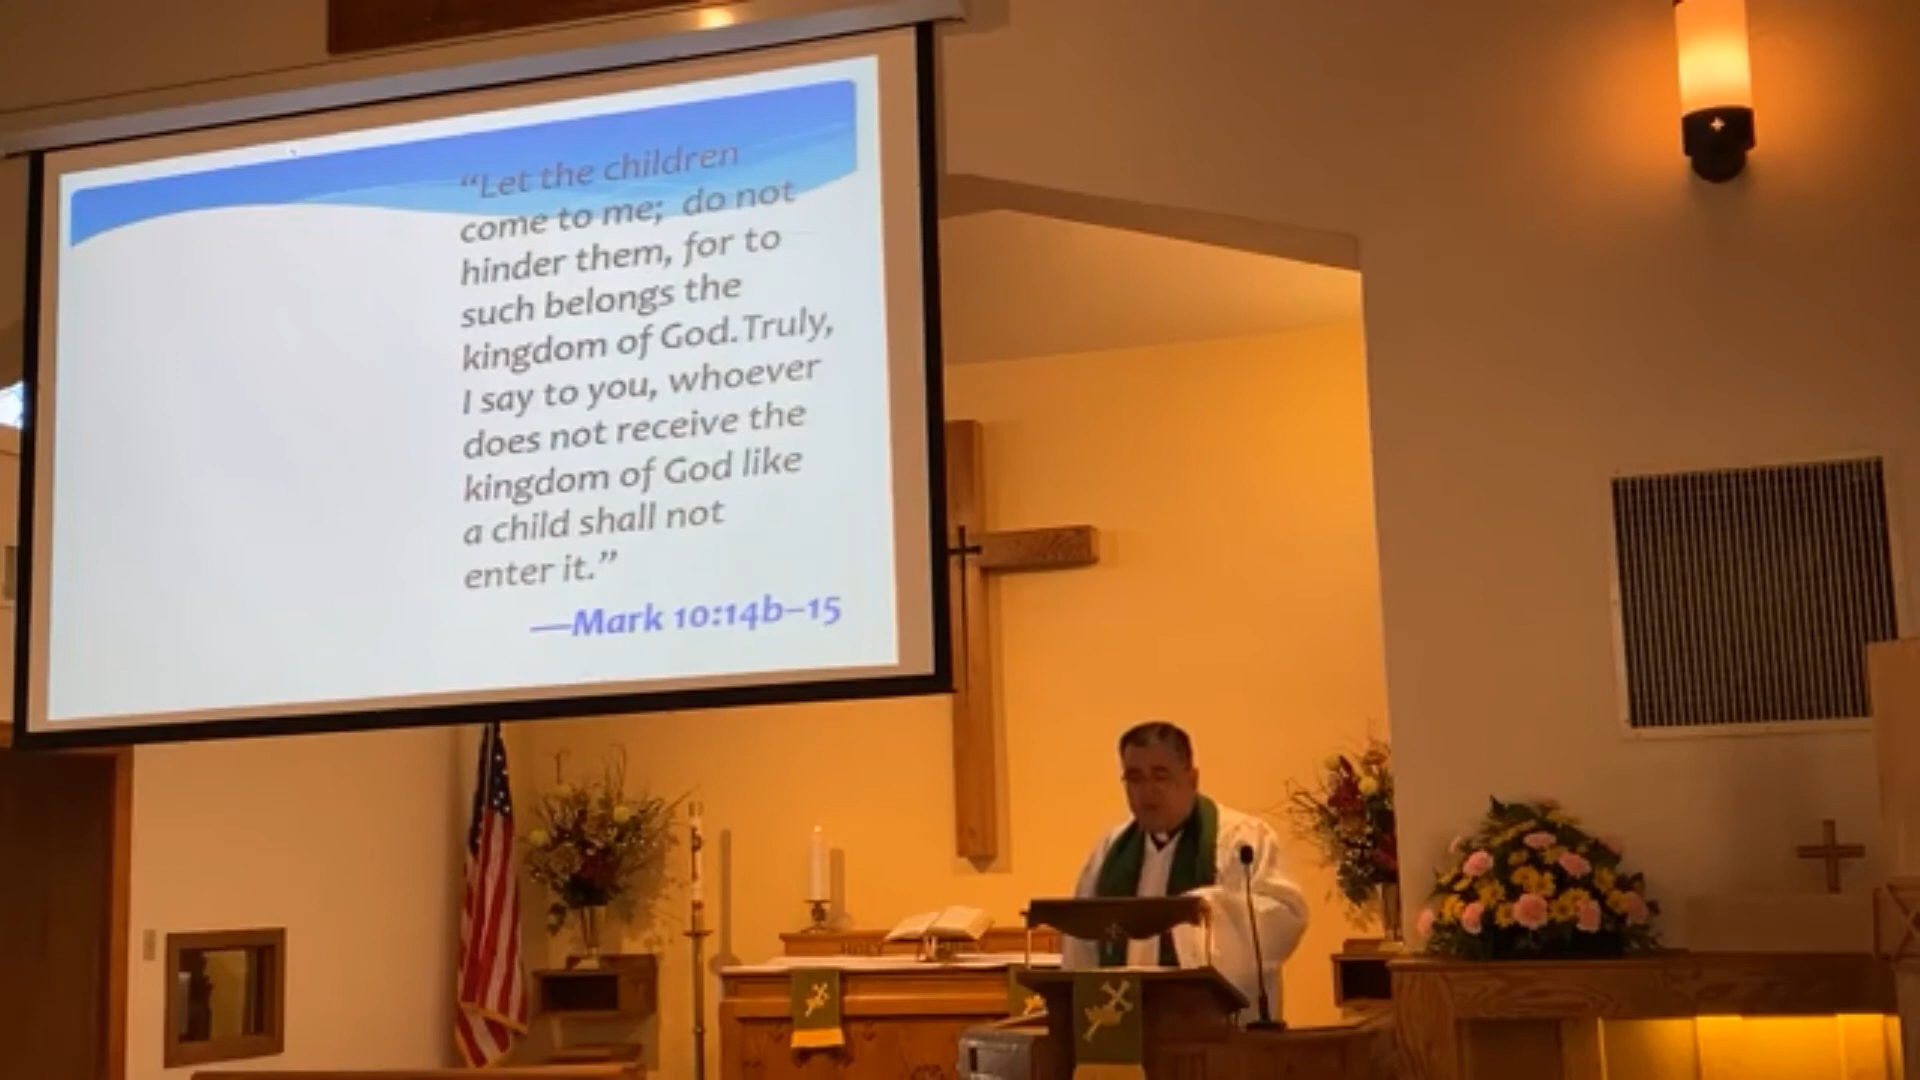 “Let the children
come to me;  do not
hinder them, for to
such belongs the
kingdom of God.Truly,
I say to you, whoever
does not receive the
kingdom of God like
a child shall not
enter it.”
—Mark 10:14b–15
HOLY